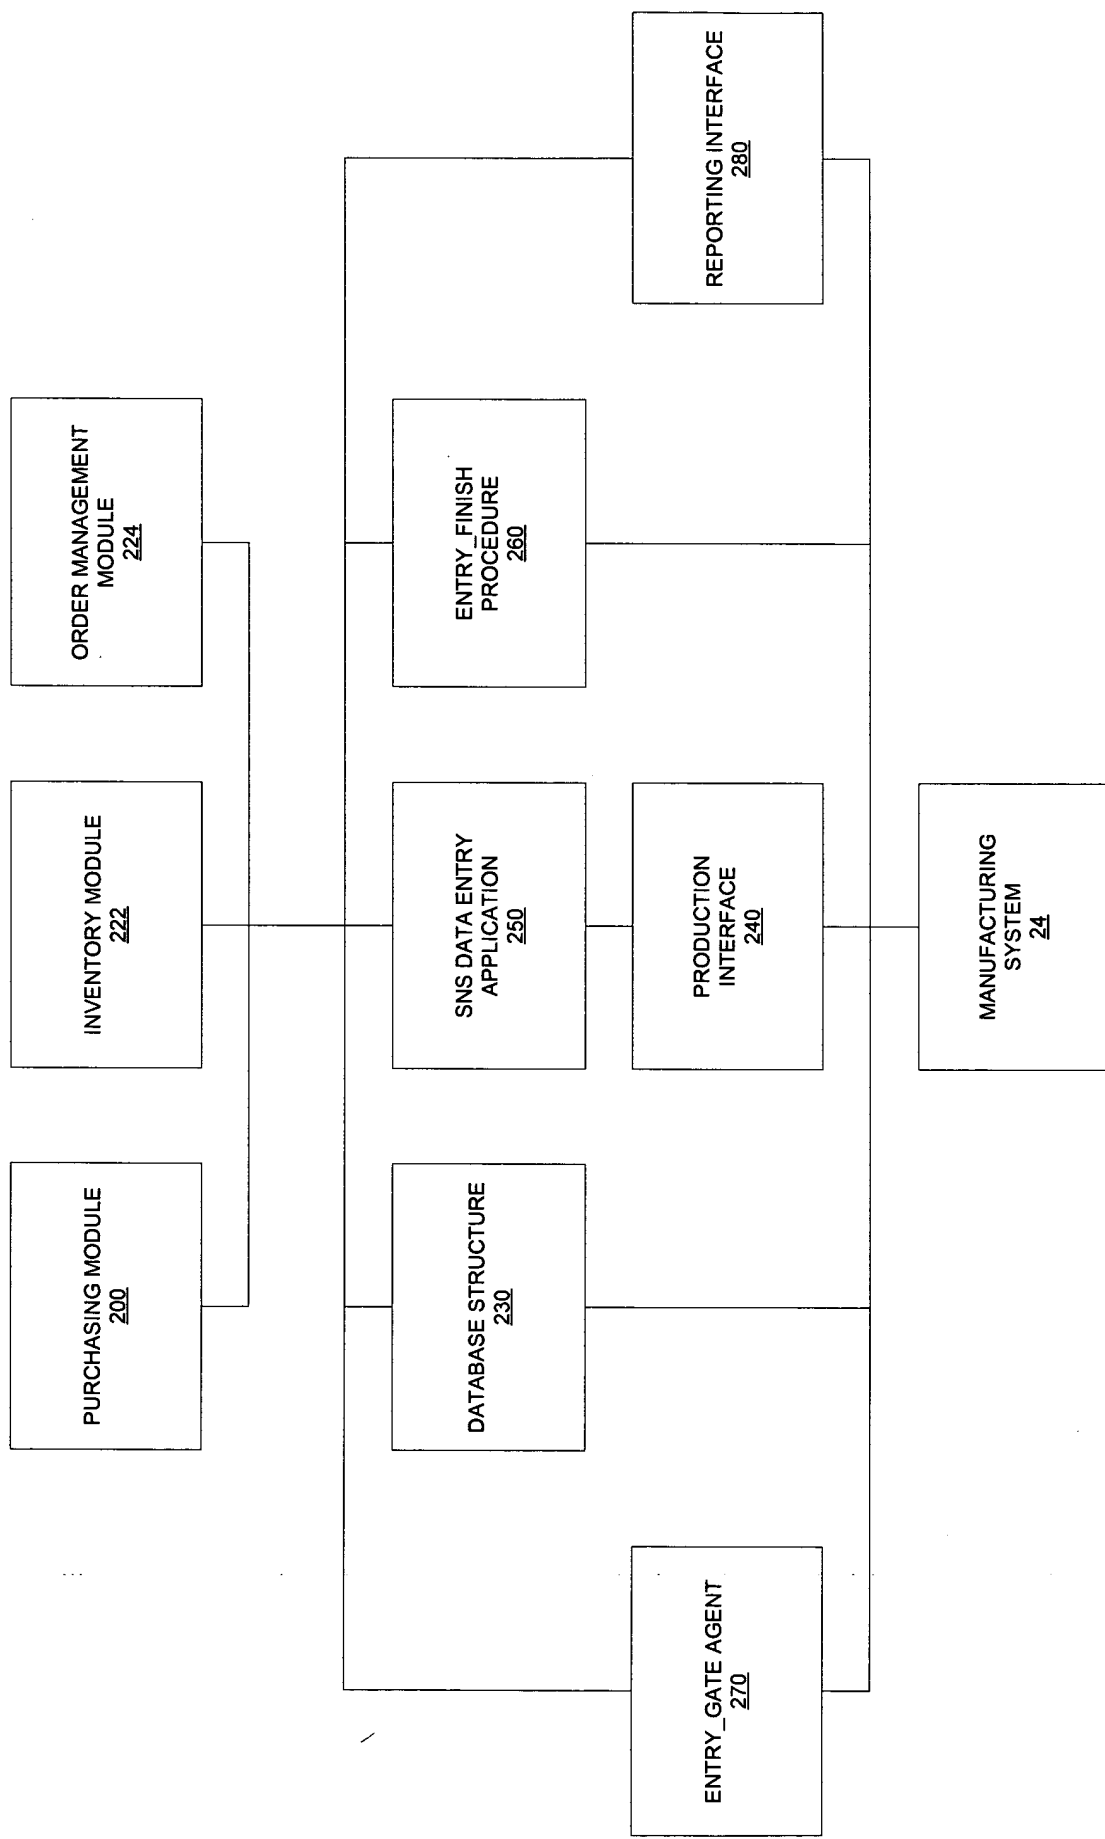 PURCHASING MODULE
200
INVENTORY MODULE
222
ORDER MANAGEMENT
MODULE
224
DATABASE STRUCTURE
230
SNS DATA ENTRY
APPLICATION
250
ENTRY_FINISH
PROCEDURE
260
ENTRY_GATE AGENT
270
PRODUCTION
INTERFACE
240
REPORTING INTERFACE
280
MANUFACTURING
SYSTEM
24